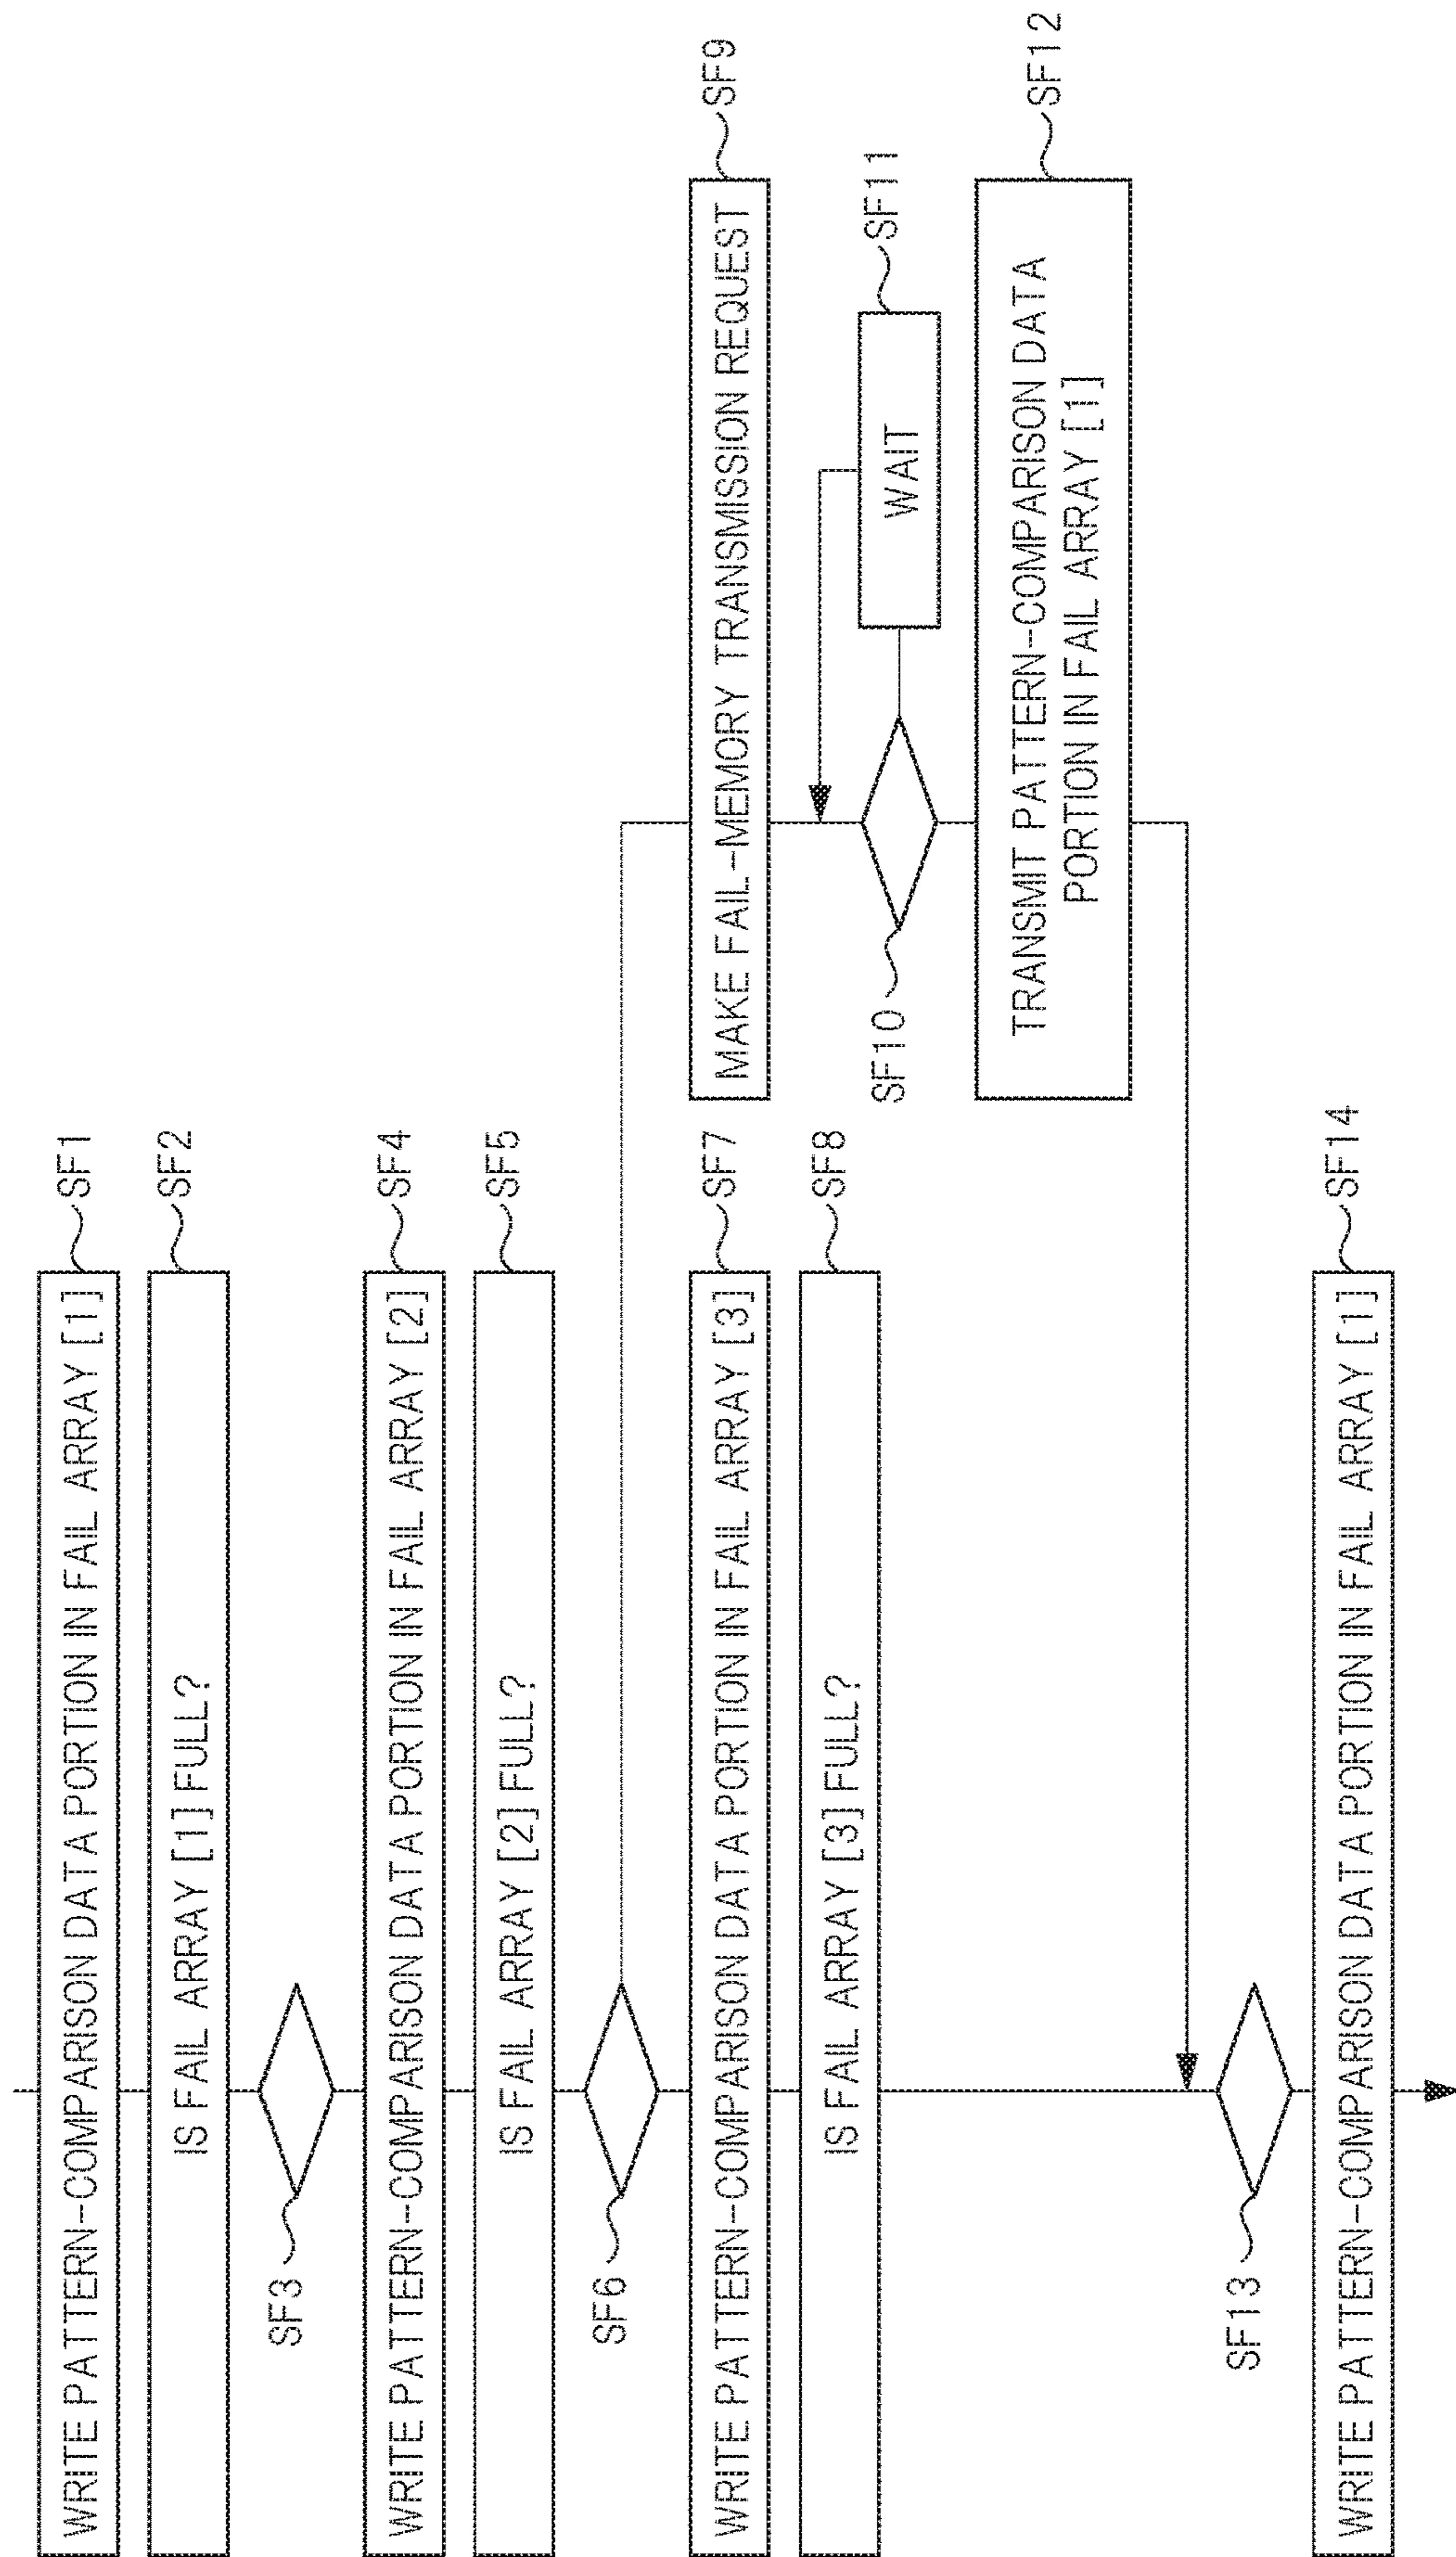 WRITE PATTERN-COMPARISON DATA PORTION IN FAIL ARRAY [1]
SF1
IS FAIL ARRAY [1] FULL?
SF2
SF3
WRITE PATTERN-COMPARISON DATA PORTION IN FAIL ARRAY [2]
SF4
IS FAIL ARRAY [2] FULL?
SF5
SF6
WRITE PATTERN-COMPARISON DATA PORTION IN FAIL ARRAY [3]
SF7
IS FAIL ARRAY [3] FULL?
SF8
MAKE FAIL-MEMORY TRANSMISSION REQUEST
SF9
SF10
WAIT
SF11
TRANSMIT PATTERN-COMPARISON DATA
PORTION IN FAIL ARRAY [1]
SF12
SF13
WRITE PATTERN-COMPARISON DATA PORTION IN FAIL ARRAY [1]
SF14